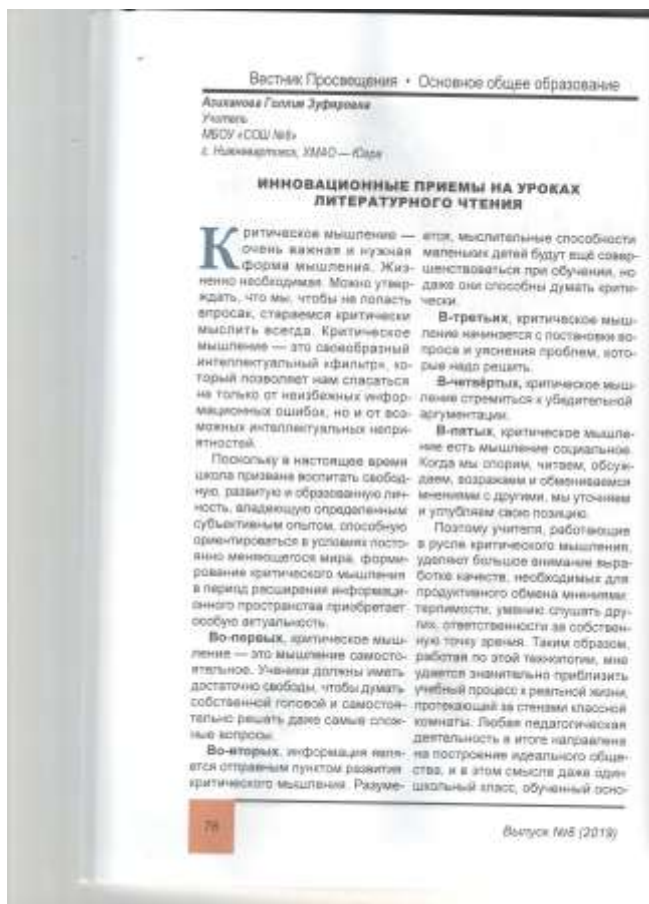 Вестник Просвещения • Основное общее образование
Азиханова Гюллия Зуфяровна
Учитель
МБОУ «СОШ №8»
г. Нижневартовск, ХМАО — Югра
ИННОВАЦИОННЫЕ ПРИЕМЫ НА УРОКАХ
ЛИТЕРАТУРНОГО ЧТЕНИЯ
Критическое мышление —
очень важная и нужная
форма мышления. Жиз-
ненно необходимая. Можно утвер-
ждать, что мы, чтобы не попасть
впросак, стараемся критически
мыслить всегда. Критическое
мышление — это своеобразный
интеллектуальный «фильтр», ко-
торый позволяет нам спасаться
не только от неизбежных инфор-
мационных ошибок, но и от воз-
можных интеллектуальных непри-
ятностей.
Поскольку в настоящее время
школа призвана воспитать свобод-
ную, развитую и образованную лич-
ность, владеющую определенным
субъективным опытом, способную
ориентироваться в условиях посто-
янно меняющегося мира, форми-
рование критического мышления
в период расширения информаци-
онного пространства приобретает
особую актуальность.
Во-первых, критическое мыш-
ление — это мышление самосто-
ятельное. Ученики должны иметь
достаточно свободы, чтобы думать
собственной головой и самостоя-
тельно решать даже самые слож-
ные вопросы.
Во-вторых, информация явля-
ется отправным пунктом развития
критического мышления. Разуме-
ется, мыслительные способности
маленьких детей будут ещё совер-
шенствоваться при обучении, но
даже они способны думать крити-
чески.
В-третьих, критическое мыш-
ление начинается с постановки во-
проса и уяснения проблем, кото-
рые надо решить.
В-четвёртых, критическое мыш-
ление стремиться к убедительной
аргументации.
В-пятых, критическое мышле-
ние есть мышление социальное.
Когда мы спорим, читаем, обсуж-
даем, возражаем и обмениваемся
мнениями с другими, мы уточняем
и углубляем свою позицию.
Поэтому учителя, работающие
в русле критического мышления,
уделяют большое внимание выра-
ботке качеств, необходимых для
продуктивного обмена мнениями:
терпимости, умению слушать дру-
гих, ответственности за собствен-
ную точку зрения. Таким образом,
работая по этой технологии, мне
удается значительно приблизить
учебный процесс к реальной жизни,
протекающий за стенами классной
комнаты. Любая педагогическая
деятельность в итоге направлена
на построение идеального обще-
ства, и в этом смысле даже один
школьный класс, обученный осно-
78
Выпуск №8 (2019)